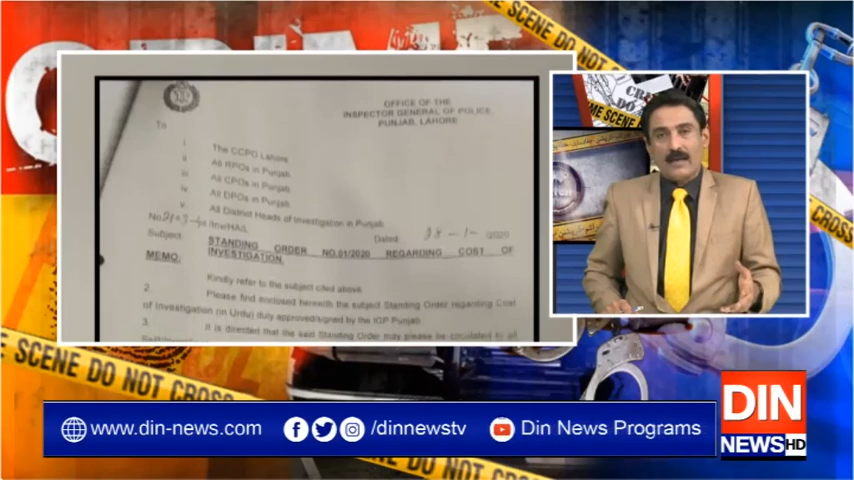 SCENE DO NOT
OFFICE OF THE
INSPECTOR GENERAL OF POLICE
PUNJAB, LAHORE
To
i. The CCPO Lahore
ii. All RPOs in Punjab
iii. All CPOs in Punjab
iv. All DPOs in Punjab
v. All District Heads of Investigation in Punjab
Dated 28-1-/2020
Subject: STANDING ORDER NO.01/2020 REGARDING COST OF INVESTIGATION.
MEMO:
Kindly refer to the subject cited above.
2. Please find enclosed herewith the subject Standing Order regarding Cost
of Investigation (in Urdu) duly approved/signed by the IGP Punjab
3. It is directed that the said Standing Order may please be circulated to all
SCENE DO NOT CROSS
www.din-news.com
/dinnewstv
Din News Programs
DIN
NEWS HD